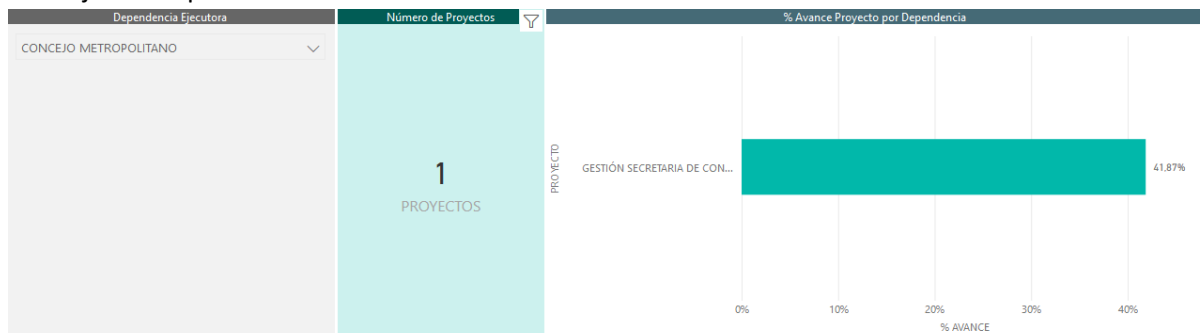 Dependencia Ejecutora
CONCEJO METROPOLITANO
Número de Proyectos
1
PROYECTOS
% Avance Proyecto por Dependencia
PROYECTO
GESTIÓN SECRETARIA DE CON...
41,87%
0%
10%
20%
30%
40%
% AVANCE